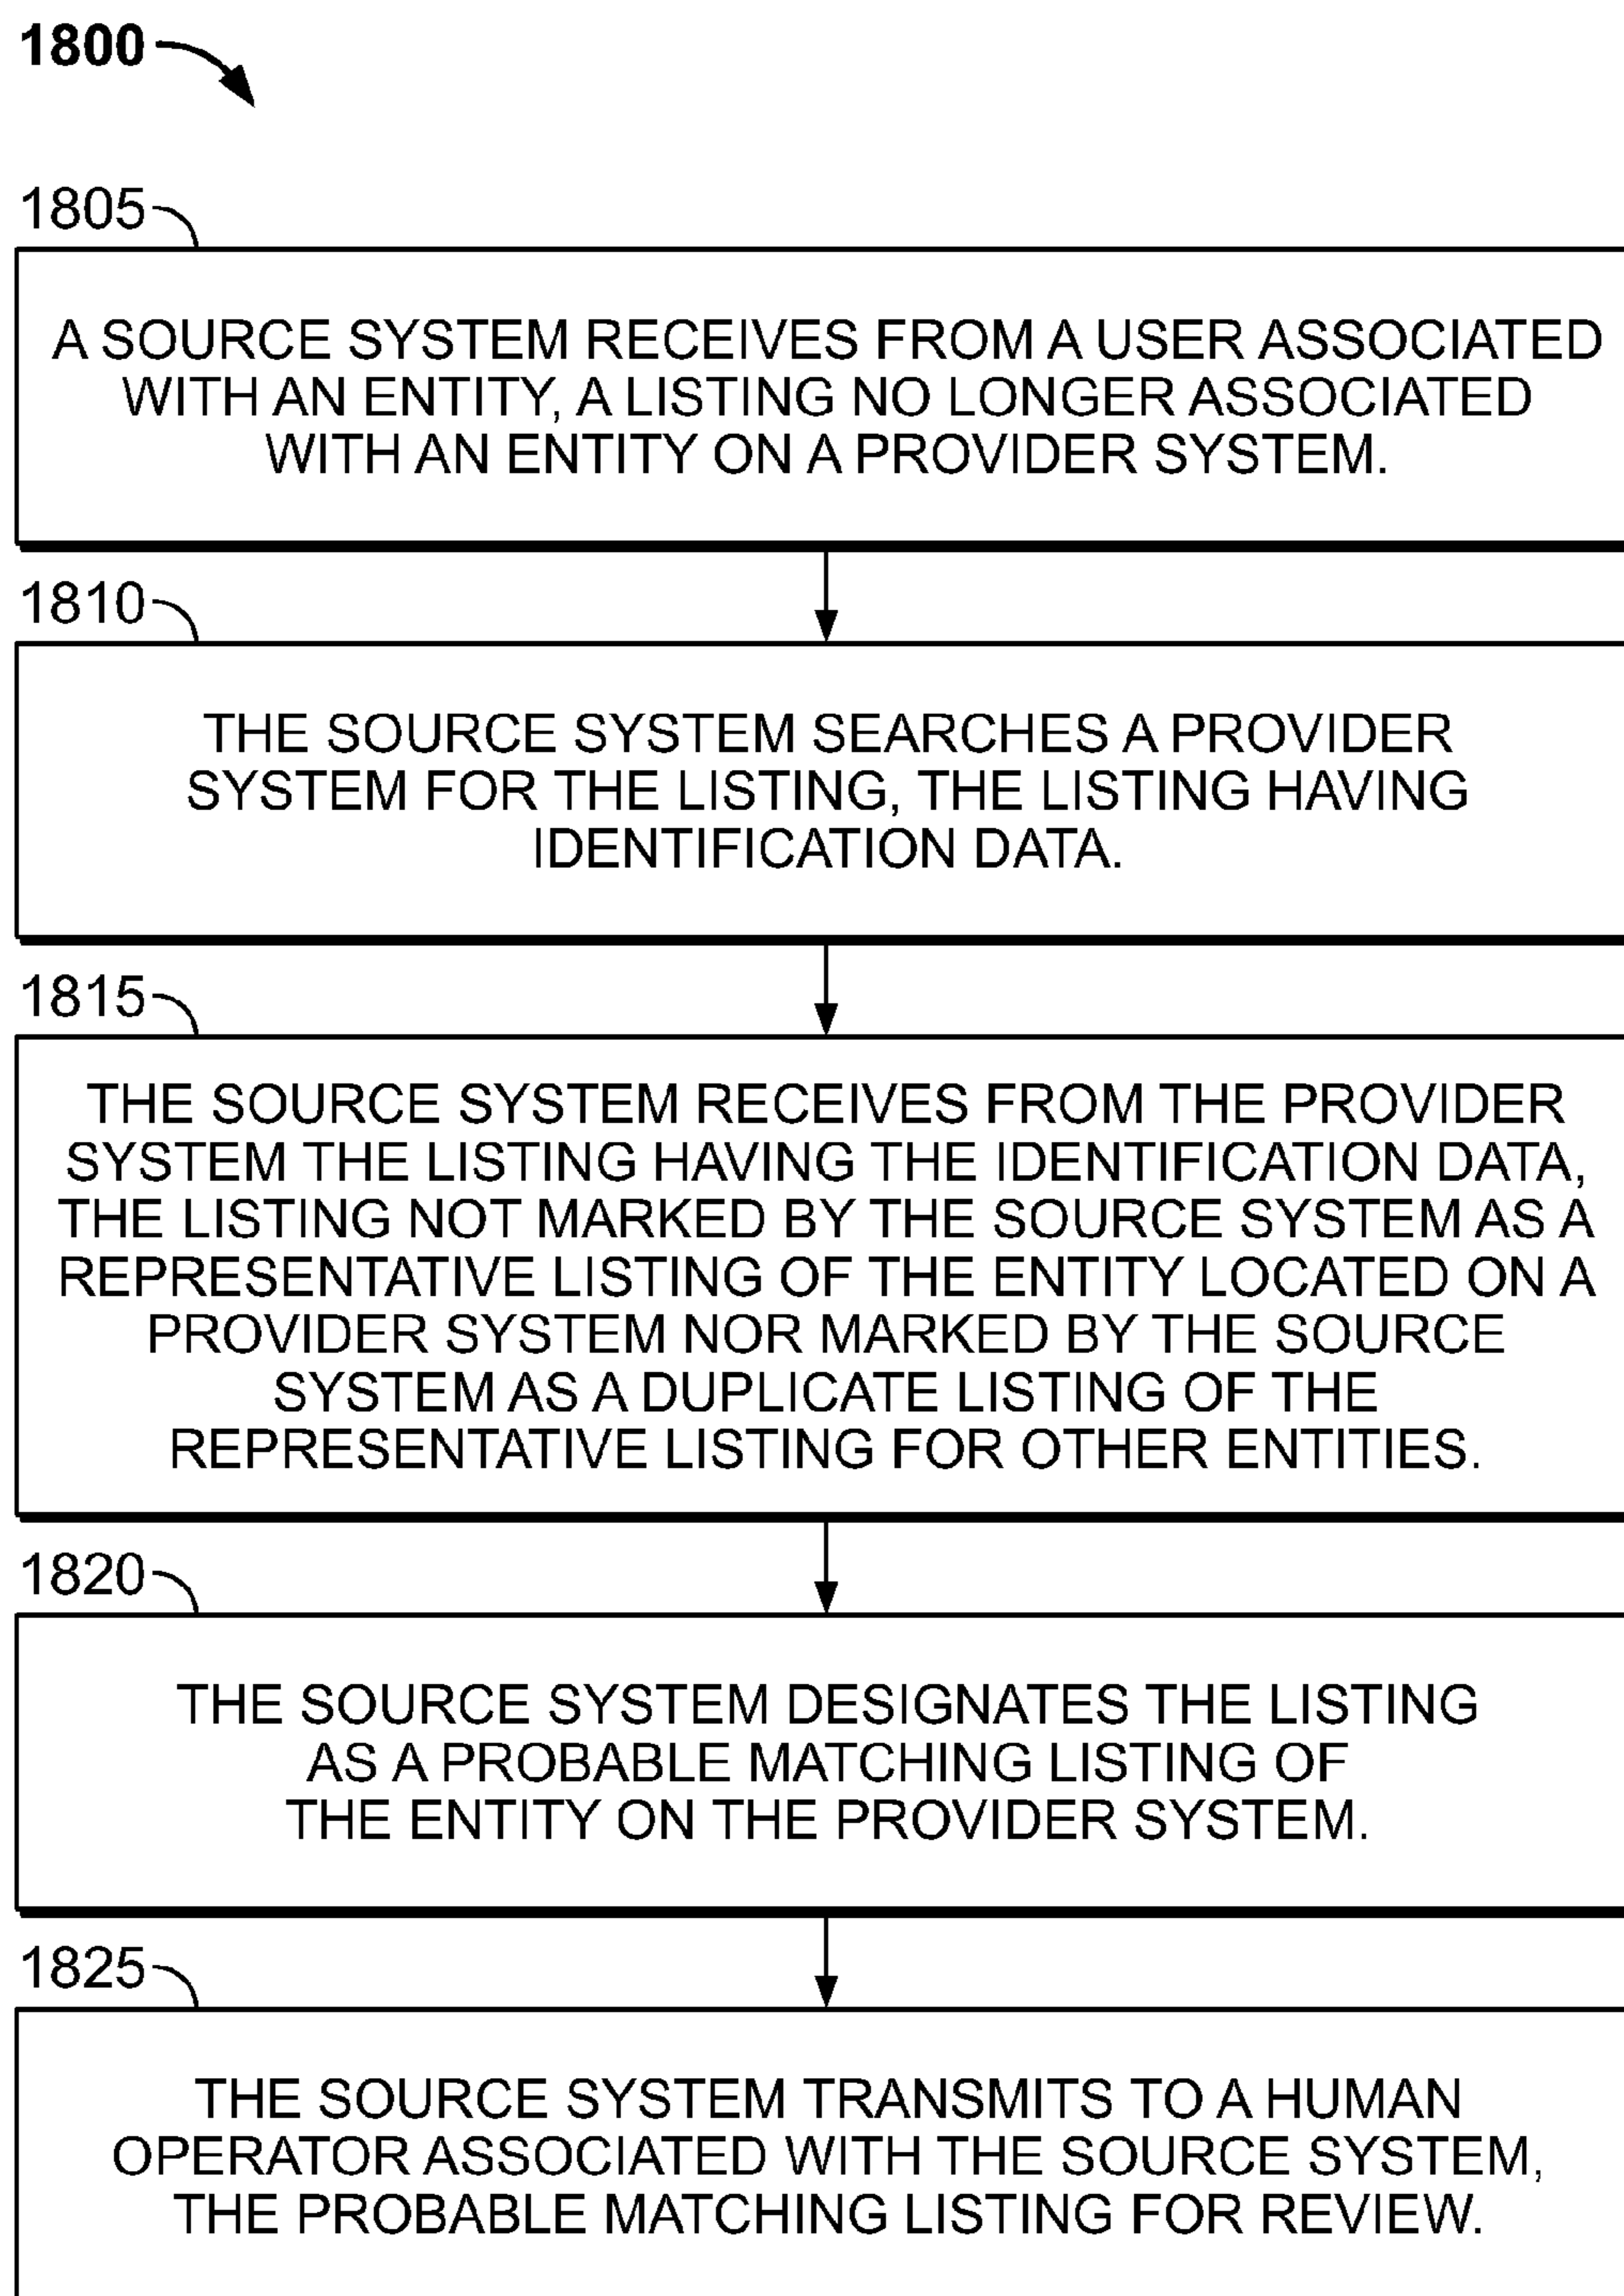 1800
1805
A SOURCE SYSTEM RECEIVES FROM A USER ASSOCIATED
WITH AN ENTITY, A LISTING NO LONGER ASSOCIATED
WITH AN ENTITY ON A PROVIDER SYSTEM.
1810
THE SOURCE SYSTEM SEARCHES A PROVIDER
SYSTEM FOR THE LISTING, THE LISTING HAVING
IDENTIFICATION DATA.
1815
THE SOURCE SYSTEM RECEIVES FROM THE PROVIDER
SYSTEM THE LISTING HAVING THE IDENTIFICATION DATA,
THE LISTING NOT MARKED BY THE SOURCE SYSTEM AS A
REPRESENTATIVE LISTING OF THE ENTITY LOCATED ON A
PROVIDER SYSTEM NOR MARKED BY THE SOURCE
SYSTEM AS A DUPLICATE LISTING OF THE
REPRESENTATIVE LISTING FOR OTHER ENTITIES.
1820
THE SOURCE SYSTEM DESIGNATES THE LISTING
AS A PROBABLE MATCHING LISTING OF
THE ENTITY ON THE PROVIDER SYSTEM.
1825
THE SOURCE SYSTEM TRANSMITS TO A HUMAN
OPERATOR ASSOCIATED WITH THE SOURCE SYSTEM,
THE PROBABLE MATCHING LISTING FOR REVIEW.